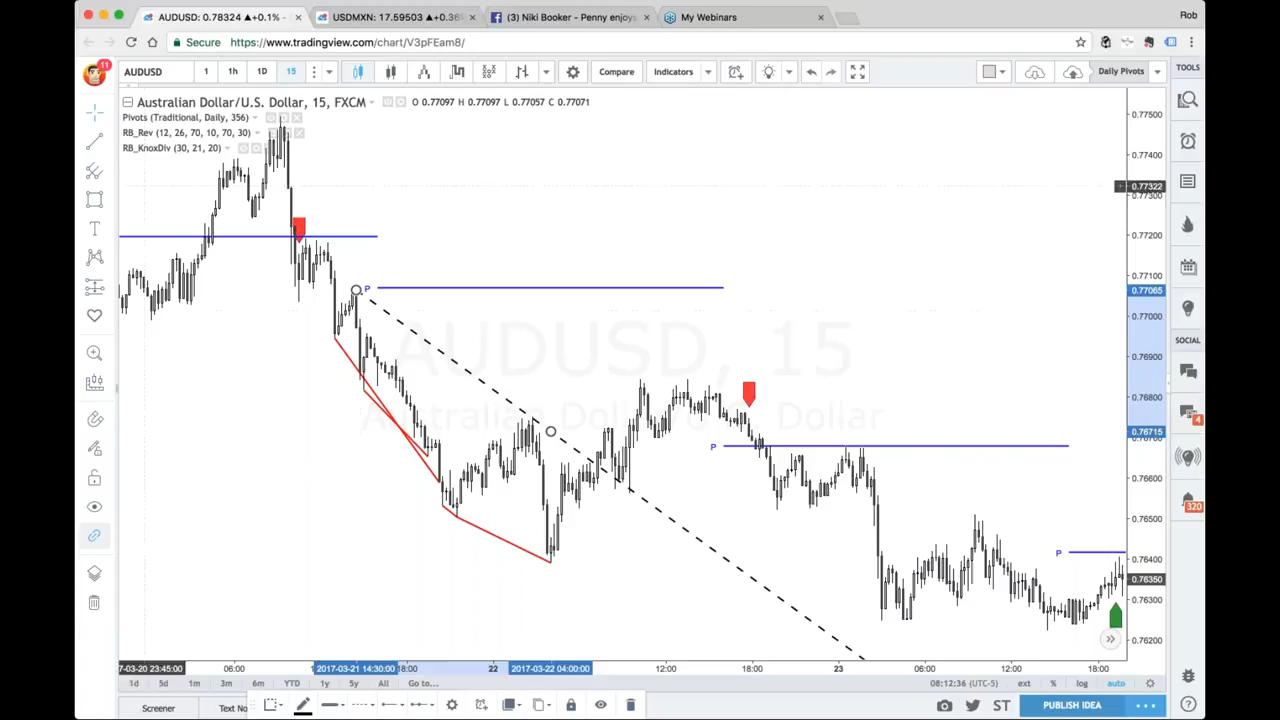 AUDUSD: 0.78324 ▲+0.1% -
USDMXN: 17.59503 ▲+0.36%
(3) Niki Booker - Penny enjoys
My Webinars
Rob
Secure
https://www.tradingview.com/chart/V3pFEam8/
11
AUDUSD
1
1h
1D
15
Compare
Indicators
Daily Pivots
TOOLS
Australian Dollar/U.S. Dollar, 15, FXCM
O 0.77097 H 0.77097 L 0.77057 C 0.77071
Pivots (Traditional, Daily, 356)
RB_Rev (12, 26, 70, 10, 70, 30)
RB_KnoxDiv (30, 21, 20)
0.77500
0.77400
0.77322
0.77300
0.77200
0.77100
0.77065
0.77000
0.76900
0.76800
0.76715
0.76600
0.76500
0.76400
0.76350
0.76300
0.76200
P
P
P
AUDUSD, 15
Australian Dollar/U.S. Dollar
SOCIAL
4
320
17-03-20 23:45:00
06:00
2017-03-21 14:30:00
18:00
22
2017-03-22 04:00:00
12:00
18:00
23
06:00
12:00
18:00
1d
5d
1m
3m
6m
YTD
1y
5y
All
Go to...
08:12:36 (UTC-5)
ext
%
log
auto
Screener
Text No
ST
PUBLISH IDEA